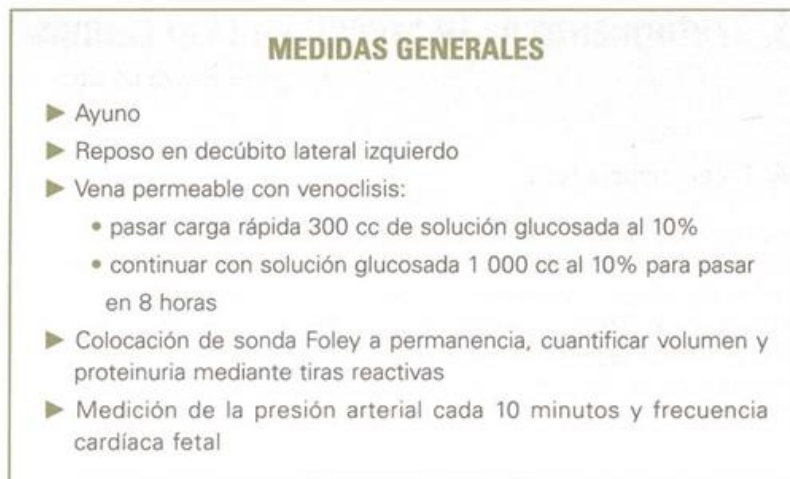 MEDIDAS GENERALES
► Ayuno
► Reposo en decúbito lateral izquierdo
► Vena permeable con venoclisis:
• pasar carga rápida 300 cc de solución glucosada al 10%
• continuar con solución glucosada 1 000 cc al 10% para pasar
en 8 horas
► Colocación de sonda Foley a permanencia, cuantificar volumen y
proteinuria mediante tiras reactivas
► Medición de la presión arterial cada 10 minutos y frecuencia
cardíaca fetal